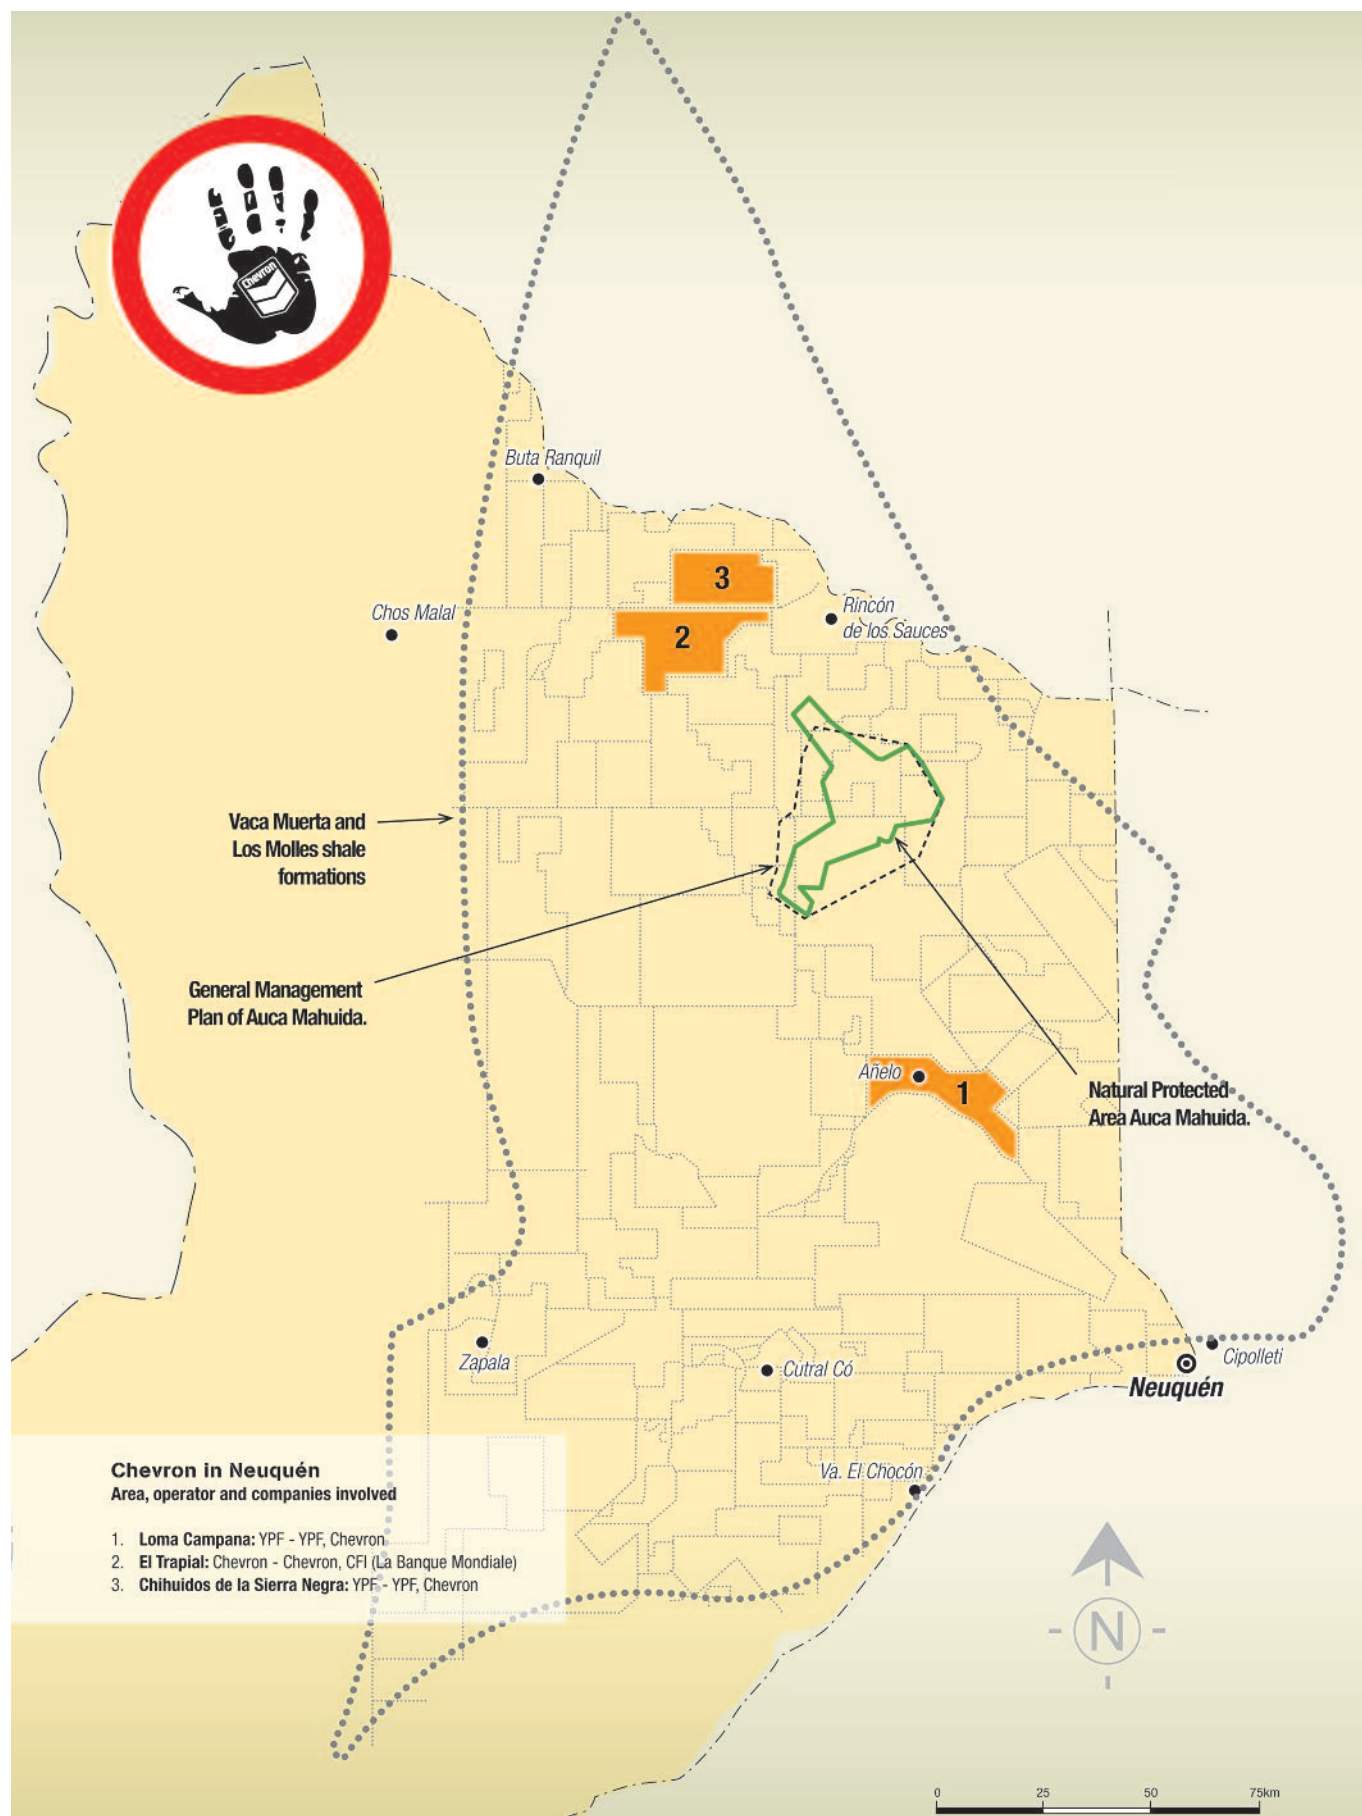 Chevron
Buta Ranquil
3
Chos Malal
Rincón
de los Sauces
2
Vaca Muerta and
Los Molles shale
formations
General Management
Plan of Auca Mahuida.
Añelo
1
Natural Protected
Area Auca Mahuida.
Zapala
Cutral Có
Cipolleti
Neuquén
Va. El Chocón
Chevron in Neuquén
Area, operator and companies involved
1. Loma Campana: YPF - YPF, Chevron
2. El Trapial: Chevron - Chevron, CFI (La Banque Mondiale)
3. Chihuidos de la Sierra Negra: YPF - YPF, Chevron
N
0 25 50 75km